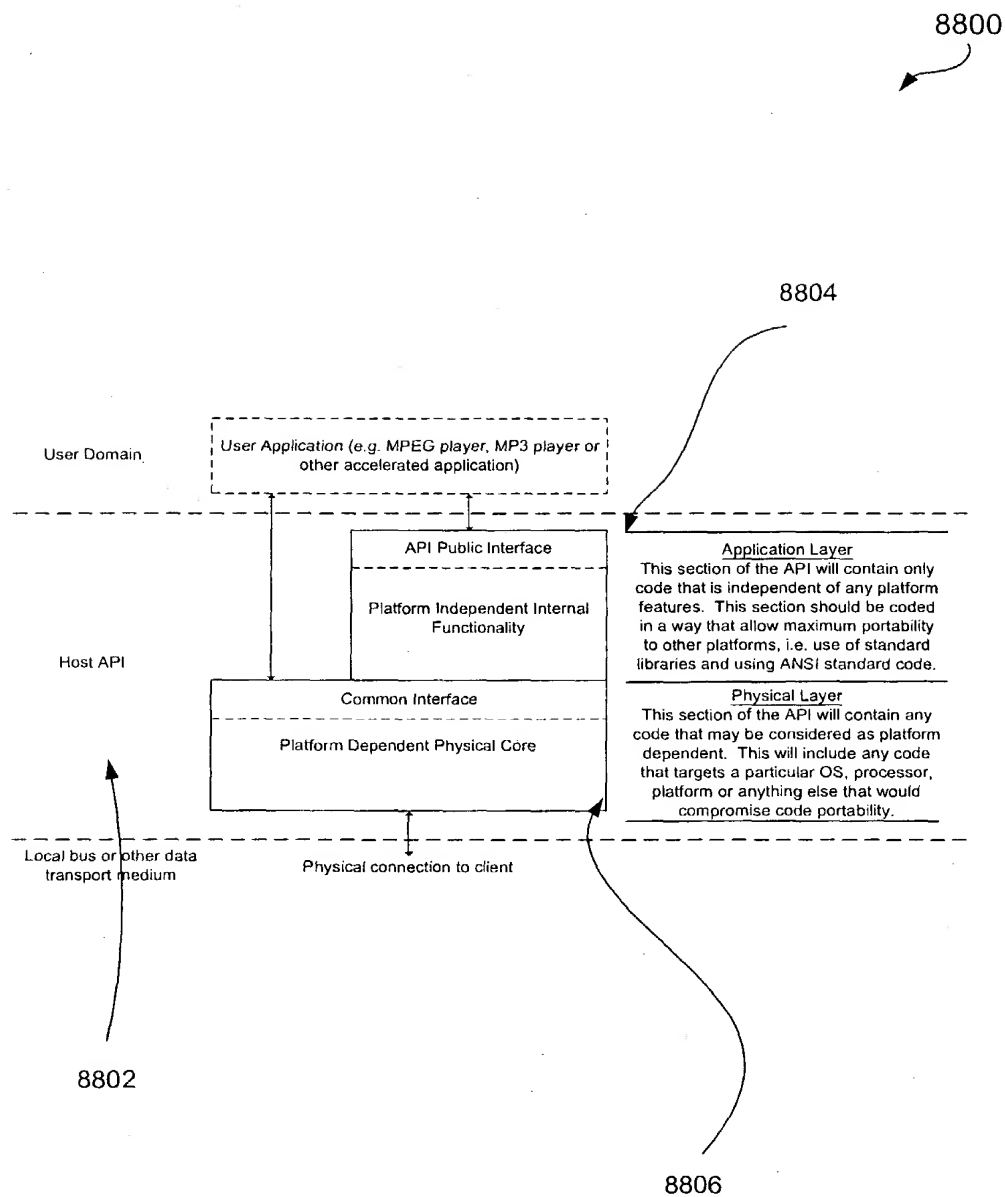 8800
8804
User Domain
User Application (e.g. MPEG player, MP3 player or
other accelerated application)
API Public Interface
Platform Independent Internal
Functionality
Application Layer
This section of the API will contain only
code that is independent of any platform
features. This section should be coded
in a way that allow maximum portability
to other platforms, i.e. use of standard
libraries and using ANSI standard code.
Host API
Common Interface
Platform Dependent Physical Core
Physical Layer
This section of the API will contain any
code that may be considered as platform
dependent. This will include any code
that targets a particular OS, processor,
platform or anything else that would
compromise code portability.
Local bus or other data
transport medium
Physical connection to client
8802
8806